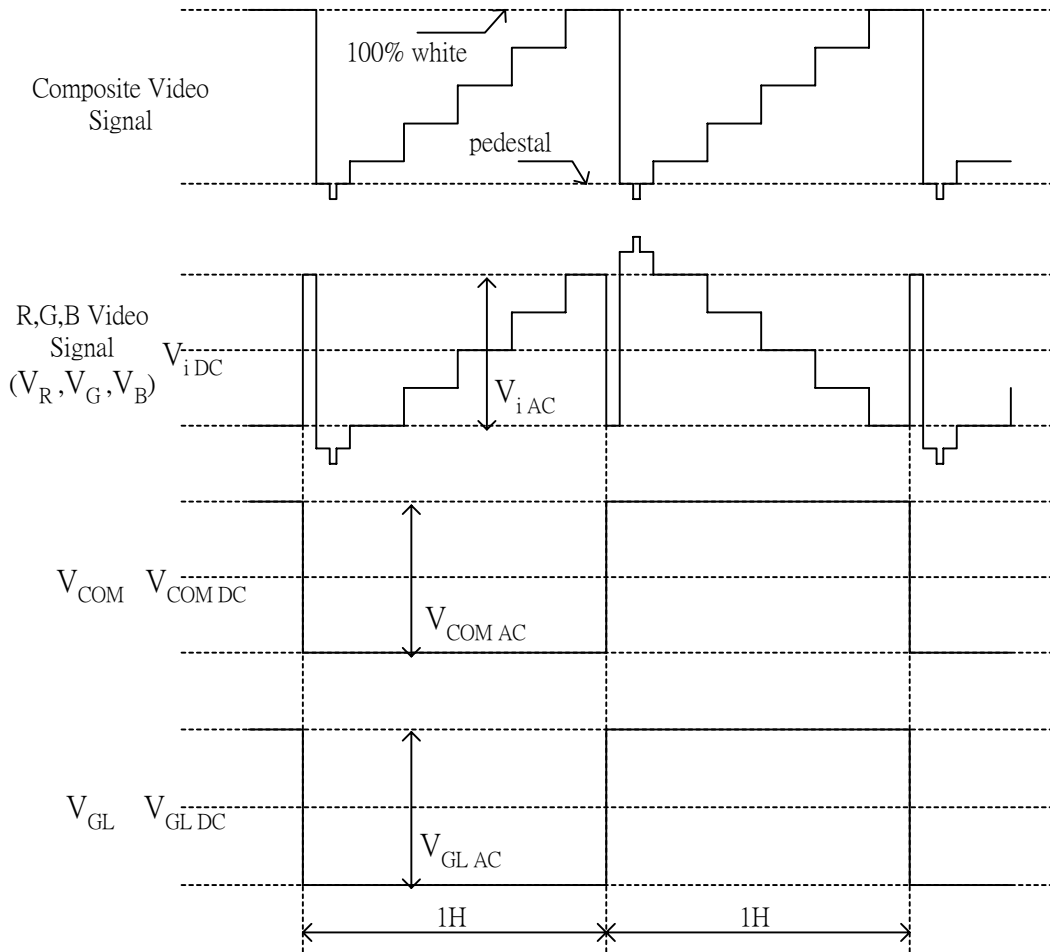 100% white
Composite Video
Signal
pedestal
R,G,B Video
Signal
(V_R ,V_G ,V_B)
V_i DC
V_i AC
V_COM V_COM DC
V_COM AC
V_GL V_GL DC
V_GL AC
1H 1H